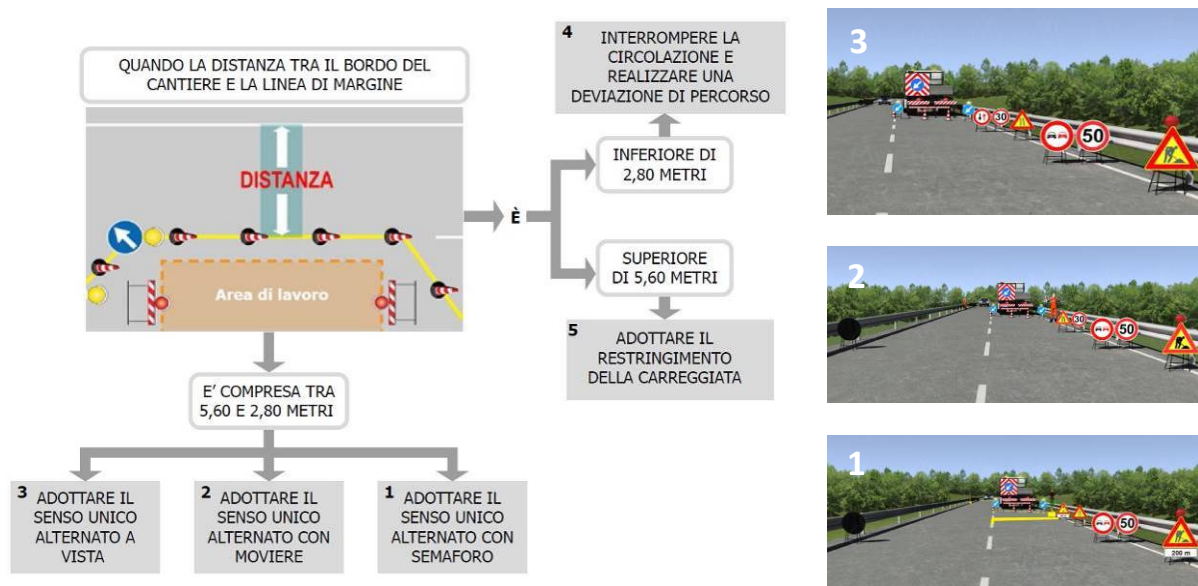 QUANDO LA DISTANZA TRA IL BORDO DEL
CANTIERE E LA LINEA DI MARGINE
DISTANZA
Area di lavoro
È
4
INTERROMPERE LA
CIRCOLAZIONE E
REALIZZARE UNA
DEVIAZIONE DI PERCORSO
INFERIORE DI
2,80 METRI
SUPERIORE
DI 5,60 METRI
5
ADOTTARE IL
RESTRINGIMENTO
DELLA CARREGGIATA
E’ COMPRESA TRA
5,60 E 2,80 METRI
3
ADOTTARE IL
SENSO UNICO
ALTERNATO A
VISTA
2
ADOTTARE IL
SENSO UNICO
ALTERNATO CON
MOVIERE
1
ADOTTARE IL
SENSO UNICO
ALTERNATO CON
SEMAFORO
3
30
50
2
30
50
1
50
200 m